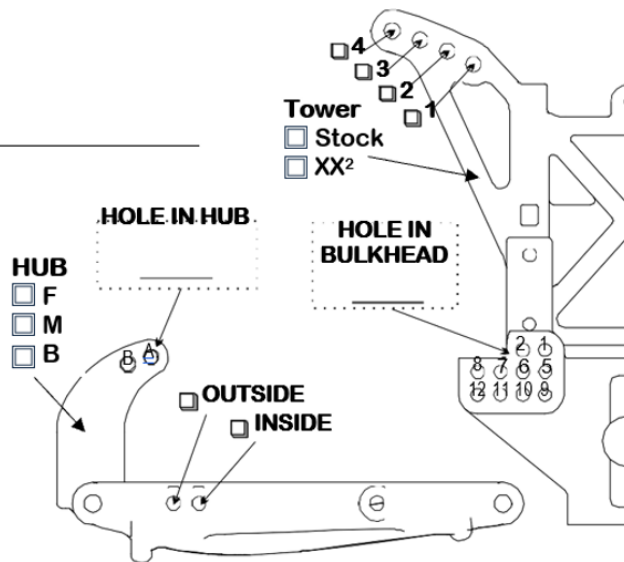 4
3
2
1
Tower
Stock
XX²
HOLE IN HUB
HOLE IN
BULKHEAD
HUB
F
M
B
B A
2 1
8 7 6 5
12 11 10 9
OUTSIDE
INSIDE